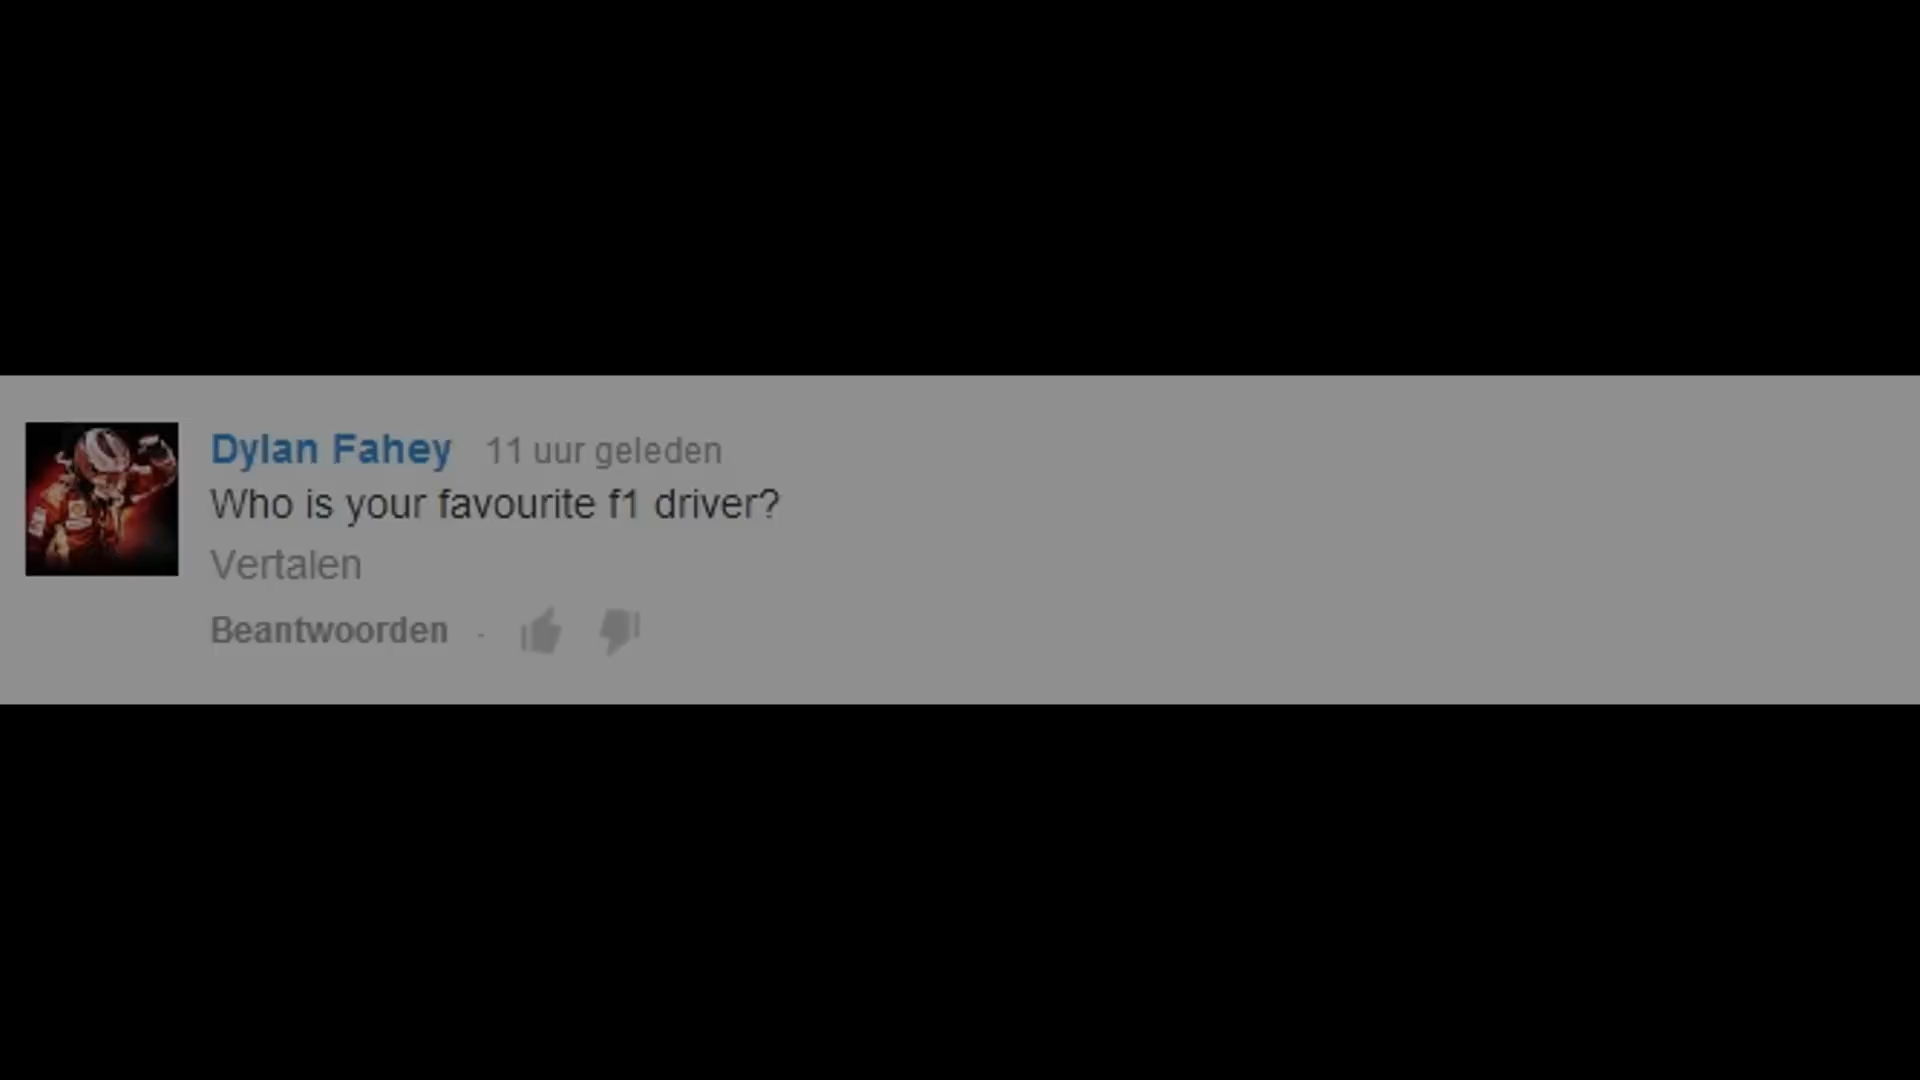 Dylan Fahey 11 uur geleden
Who is your favourite f1 driver?
Vertalen
Beantwoorden ·